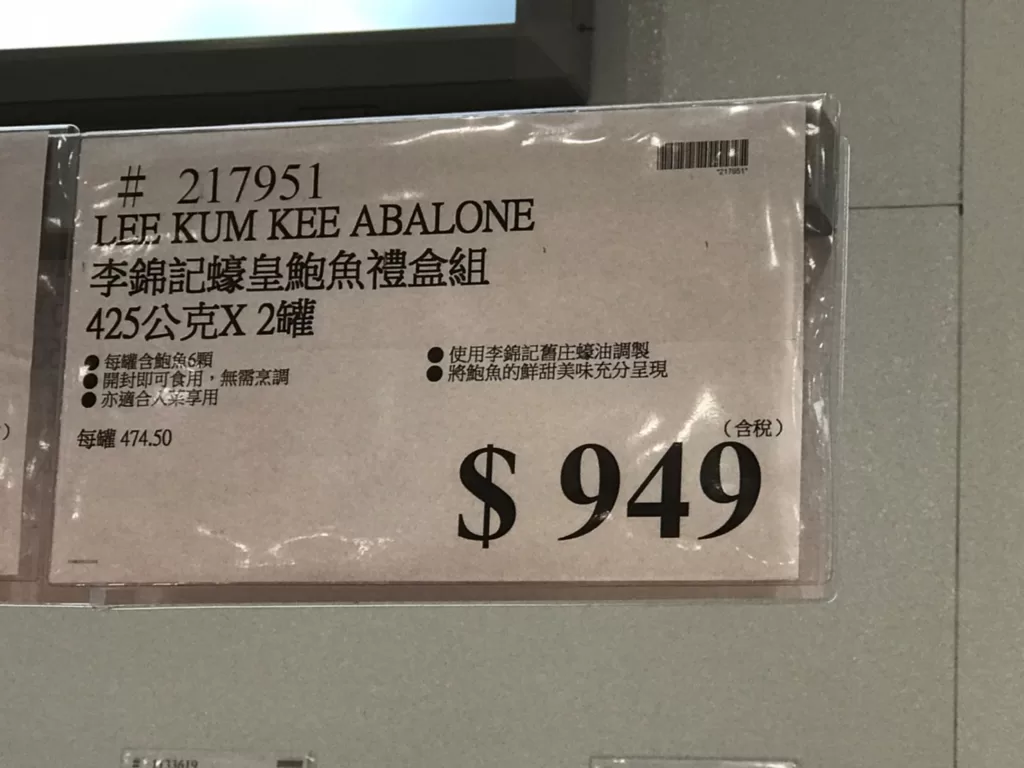 # 217951
*217951*
LEE KUM KEE ABALONE
李錦記蠔皇鮑魚禮盒組
425公克X 2罐
● 每罐含鮑魚6顆
● 開封即可食用，無需烹調
● 亦適合入菜享用
● 使用李錦記舊庄蠔油調製
● 將鮑魚的鮮甜美味充分呈現
每罐 474.50
（含稅）
$ 949
）
# 1133619